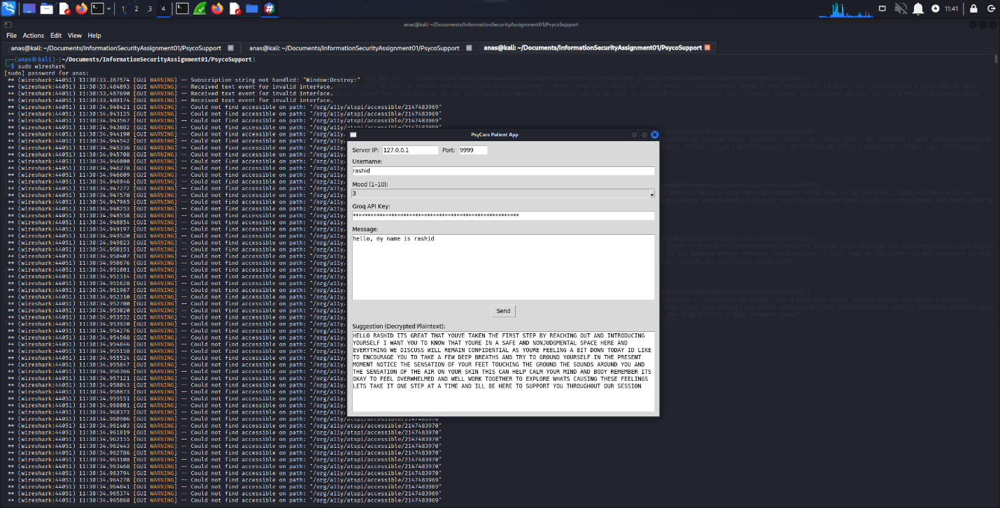 1 2 3 4
11:41
anas@kali: ~/Documents/InformationSecurityAssignment01/PsycoSupport
File Actions Edit View Help
anas@kali: ~/Documents/InformationSecurityAssignment01/PsycoSupport
anas@kali: ~/Documents/InformationSecurityAssignment01/PsycoSupport
anas@kali: ~/Documents/InformationSecurityAssignment01/PsycoSupport
(anas㉿kali)-[~/Documents/InformationSecurityAssignment01/PsycoSupport]
$ sudo wireshark
[sudo] password for anas:
** (wireshark:44051) 11:30:33.367574 [GUI WARNING] -- Subscription string not handled: "Window:Destroy:"
** (wireshark:44051) 11:30:33.484893 [GUI WARNING] -- Received text event for invalid interface.
** (wireshark:44051) 11:30:33.487690 [GUI WARNING] -- Received text event for invalid interface.
** (wireshark:44051) 11:30:33.489174 [GUI WARNING] -- Received text event for invalid interface.
** (wireshark:44051) 11:30:34.940421 [GUI WARNING] -- Could not find accessible on path: "/org/a11y/atspi/accessible/2147483969"
** (wireshark:44051) 11:30:34.943125 [GUI WARNING] -- Could not find accessible on path: "/org/a11y/atspi/accessible/2147483969"
** (wireshark:44051) 11:30:34.943567 [GUI WARNING] -- Could not find accessible on path: "/org/a11y/atspi/accessible/2147483969"
** (wireshark:44051) 11:30:34.943882 [GUI WARNING] -- Could not find accessible on path: "/org/a11y/atspi/accessible/2147483969"
** (wireshark:44051) 11:30:34.944190 [GUI WARNING] -- Could not find accessible on path: "/org/a11y,
** (wireshark:44051) 11:30:34.944542 [GUI WARNING] -- Could not find accessible on path: "/org/a11y,
** (wireshark:44051) 11:30:34.945336 [GUI WARNING] -- Could not find accessible on path: "/org/a11y,
** (wireshark:44051) 11:30:34.945708 [GUI WARNING] -- Could not find accessible on path: "/org/a11y,
** (wireshark:44051) 11:30:34.946000 [GUI WARNING] -- Could not find accessible on path: "/org/a11y,
** (wireshark:44051) 11:30:34.946278 [GUI WARNING] -- Could not find accessible on path: "/org/a11y,
** (wireshark:44051) 11:30:34.946609 [GUI WARNING] -- Could not find accessible on path: "/org/a11y,
** (wireshark:44051) 11:30:34.946946 [GUI WARNING] -- Could not find accessible on path: "/org/a11y,
** (wireshark:44051) 11:30:34.947272 [GUI WARNING] -- Could not find accessible on path: "/org/a11y,
** (wireshark:44051) 11:30:34.947578 [GUI WARNING] -- Could not find accessible on path: "/org/a11y,
** (wireshark:44051) 11:30:34.947965 [GUI WARNING] -- Could not find accessible on path: "/org/a11y,
** (wireshark:44051) 11:30:34.948253 [GUI WARNING] -- Could not find accessible on path: "/org/a11y,
** (wireshark:44051) 11:30:34.948558 [GUI WARNING] -- Could not find accessible on path: "/org/a11y,
** (wireshark:44051) 11:30:34.948854 [GUI WARNING] -- Could not find accessible on path: "/org/a11y,
** (wireshark:44051) 11:30:34.949197 [GUI WARNING] -- Could not find accessible on path: "/org/a11y,
** (wireshark:44051) 11:30:34.949520 [GUI WARNING] -- Could not find accessible on path: "/org/a11y,
** (wireshark:44051) 11:30:34.949823 [GUI WARNING] -- Could not find accessible on path: "/org/a11y,
** (wireshark:44051) 11:30:34.950151 [GUI WARNING] -- Could not find accessible on path: "/org/a11y,
** (wireshark:44051) 11:30:34.950407 [GUI WARNING] -- Could not find accessible on path: "/org/a11y,
** (wireshark:44051) 11:30:34.950676 [GUI WARNING] -- Could not find accessible on path: "/org/a11y,
** (wireshark:44051) 11:30:34.951001 [GUI WARNING] -- Could not find accessible on path: "/org/a11y,
** (wireshark:44051) 11:30:34.951314 [GUI WARNING] -- Could not find accessible on path: "/org/a11y,
** (wireshark:44051) 11:30:34.951628 [GUI WARNING] -- Could not find accessible on path: "/org/a11y,
** (wireshark:44051) 11:30:34.951967 [GUI WARNING] -- Could not find accessible on path: "/org/a11y,
** (wireshark:44051) 11:30:34.952310 [GUI WARNING] -- Could not find accessible on path: "/org/a11y,
** (wireshark:44051) 11:30:34.952700 [GUI WARNING] -- Could not find accessible on path: "/org/a11y,
** (wireshark:44051) 11:30:34.953020 [GUI WARNING] -- Could not find accessible on path: "/org/a11y,
** (wireshark:44051) 11:30:34.953532 [GUI WARNING] -- Could not find accessible on path: "/org/a11y,
** (wireshark:44051) 11:30:34.953920 [GUI WARNING] -- Could not find accessible on path: "/org/a11y,
** (wireshark:44051) 11:30:34.954276 [GUI WARNING] -- Could not find accessible on path: "/org/a11y,
** (wireshark:44051) 11:30:34.954568 [GUI WARNING] -- Could not find accessible on path: "/org/a11y,
** (wireshark:44051) 11:30:34.954846 [GUI WARNING] -- Could not find accessible on path: "/org/a11y,
** (wireshark:44051) 11:30:34.955158 [GUI WARNING] -- Could not find accessible on path: "/org/a11y,
** (wireshark:44051) 11:30:34.955524 [GUI WARNING] -- Could not find accessible on path: "/org/a11y,
** (wireshark:44051) 11:30:34.955847 [GUI WARNING] -- Could not find accessible on path: "/org/a11y,
** (wireshark:44051) 11:30:34.956366 [GUI WARNING] -- Could not find accessible on path: "/org/a11y,
** (wireshark:44051) 11:30:34.957121 [GUI WARNING] -- Could not find accessible on path: "/org/a11y,
** (wireshark:44051) 11:30:34.958043 [GUI WARNING] -- Could not find accessible on path: "/org/a11y,
** (wireshark:44051) 11:30:34.958873 [GUI WARNING] -- Could not find accessible on path: "/org/a11y,
** (wireshark:44051) 11:30:34.959551 [GUI WARNING] -- Could not find accessible on path: "/org/a11y,
** (wireshark:44051) 11:30:34.960001 [GUI WARNING] -- Could not find accessible on path: "/org/a11y,
** (wireshark:44051) 11:30:34.960373 [GUI WARNING] -- Could not find accessible on path: "/org/a11y,
** (wireshark:44051) 11:30:34.960906 [GUI WARNING] -- Could not find accessible on path: "/org/a11y/atspi/accessible/2147483970"
** (wireshark:44051) 11:30:34.961403 [GUI WARNING] -- Could not find accessible on path: "/org/a11y/atspi/accessible/2147483970"
** (wireshark:44051) 11:30:34.961819 [GUI WARNING] -- Could not find accessible on path: "/org/a11y/atspi/accessible/2147483970"
** (wireshark:44051) 11:30:34.962155 [GUI WARNING] -- Could not find accessible on path: "/org/a11y/atspi/accessible/2147483970"
** (wireshark:44051) 11:30:34.962443 [GUI WARNING] -- Could not find accessible on path: "/org/a11y/atspi/accessible/2147483970"
** (wireshark:44051) 11:30:34.962786 [GUI WARNING] -- Could not find accessible on path: "/org/a11y/atspi/accessible/2147483970"
** (wireshark:44051) 11:30:34.963108 [GUI WARNING] -- Could not find accessible on path: "/org/a11y/atspi/accessible/2147483970"
** (wireshark:44051) 11:30:34.963468 [GUI WARNING] -- Could not find accessible on path: "/org/a11y/atspi/accessible/2147483970"
** (wireshark:44051) 11:30:34.963794 [GUI WARNING] -- Could not find accessible on path: "/org/a11y/atspi/accessible/2147483970"
** (wireshark:44051) 11:30:34.964278 [GUI WARNING] -- Could not find accessible on path: "/org/a11y/atspi/accessible/2147483969"
** (wireshark:44051) 11:30:34.964841 [GUI WARNING] -- Could not find accessible on path: "/org/a11y/atspi/accessible/2147483969"
** (wireshark:44051) 11:30:34.965374 [GUI WARNING] -- Could not find accessible on path: "/org/a11y/atspi/accessible/2147483969"
** (wireshark:44051) 11:30:34.965868 [GUI WARNING] -- Could not find accessible on path: "/org/a11y/atspi/accessible/2147483969"
PsyCare Patient App
Server IP: 127.0.0.1 Port: 9999
Username:
rashid
Mood (1–10):
3
Groq API Key:
********************************************************
Message:
hello, my name is rashid
Send
Suggestion (Decrypted Plaintext):
HELLO RASHID ITS GREAT THAT YOUVE TAKEN THE FIRST STEP BY REACHING OUT AND INTRODUCING
YOURSELF I WANT YOU TO KNOW THAT YOURE IN A SAFE AND NONJUDGMENTAL SPACE HERE AND
EVERYTHING WE DISCUSS WILL REMAIN CONFIDENTIAL AS YOURE FEELING A BIT DOWN TODAY ID LIKE
TO ENCOURAGE YOU TO TAKE A FEW DEEP BREATHS AND TRY TO GROUND YOURSELF IN THE PRESENT
MOMENT NOTICE THE SENSATION OF YOUR FEET TOUCHING THE GROUND THE SOUNDS AROUND YOU AND
THE SENSATION OF THE AIR ON YOUR SKIN THIS CAN HELP CALM YOUR MIND AND BODY REMEMBER ITS
OKAY TO FEEL OVERWHELMED AND WELL WORK TOGETHER TO EXPLORE WHATS CAUSING THESE FEELINGS
LETS TAKE IT ONE STEP AT A TIME AND ILL BE HERE TO SUPPORT YOU THROUGHOUT OUR SESSION